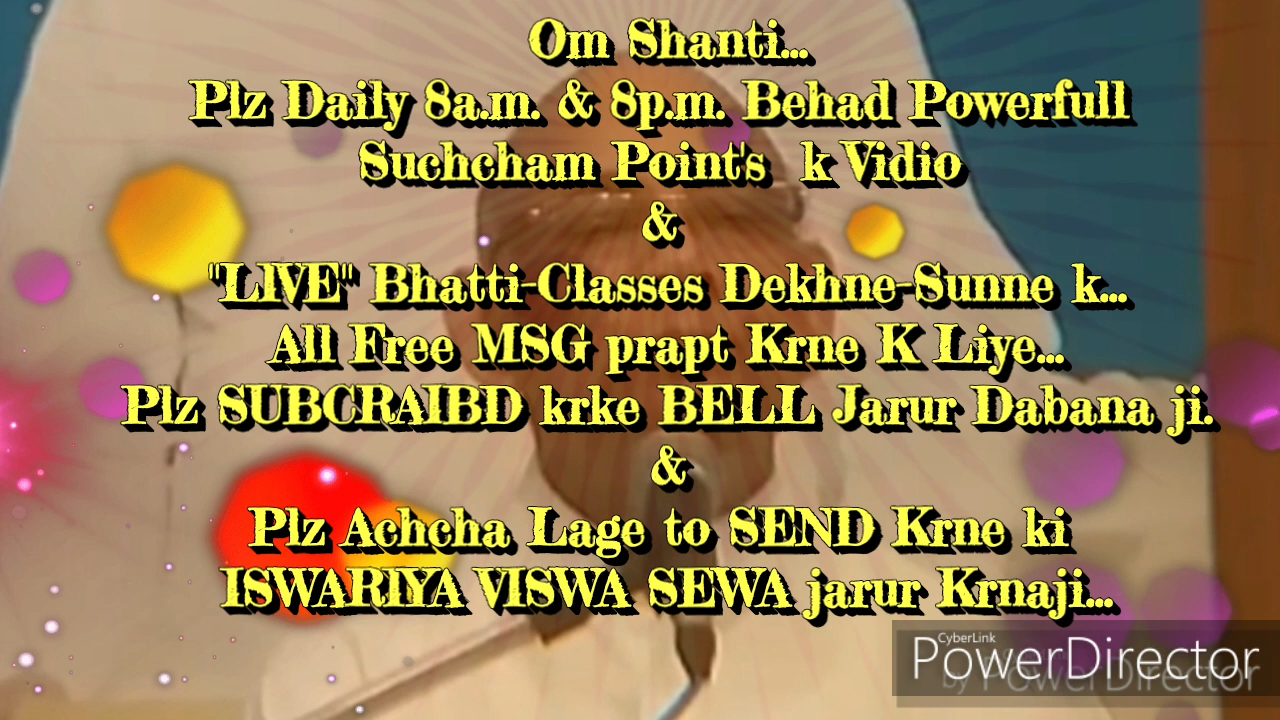 Om Shanti...
Plz Daily 8a.m. & 8p.m. Behad Powerfull
Suchcham Point's k Vidio
&
"LIVE" Bhatti-Classes Dekhne-Sunne k...
All Free MSG prapt Krne K Liye...
Plz SUBCRAIBD krke BELL Jarur Dabana ji.
&
Plz Achcha Lage to SEND Krne ki
ISWARIYA VISWA SEWA jarur Krnaji...
CyberLink
PowerDirector
by PowerDirector